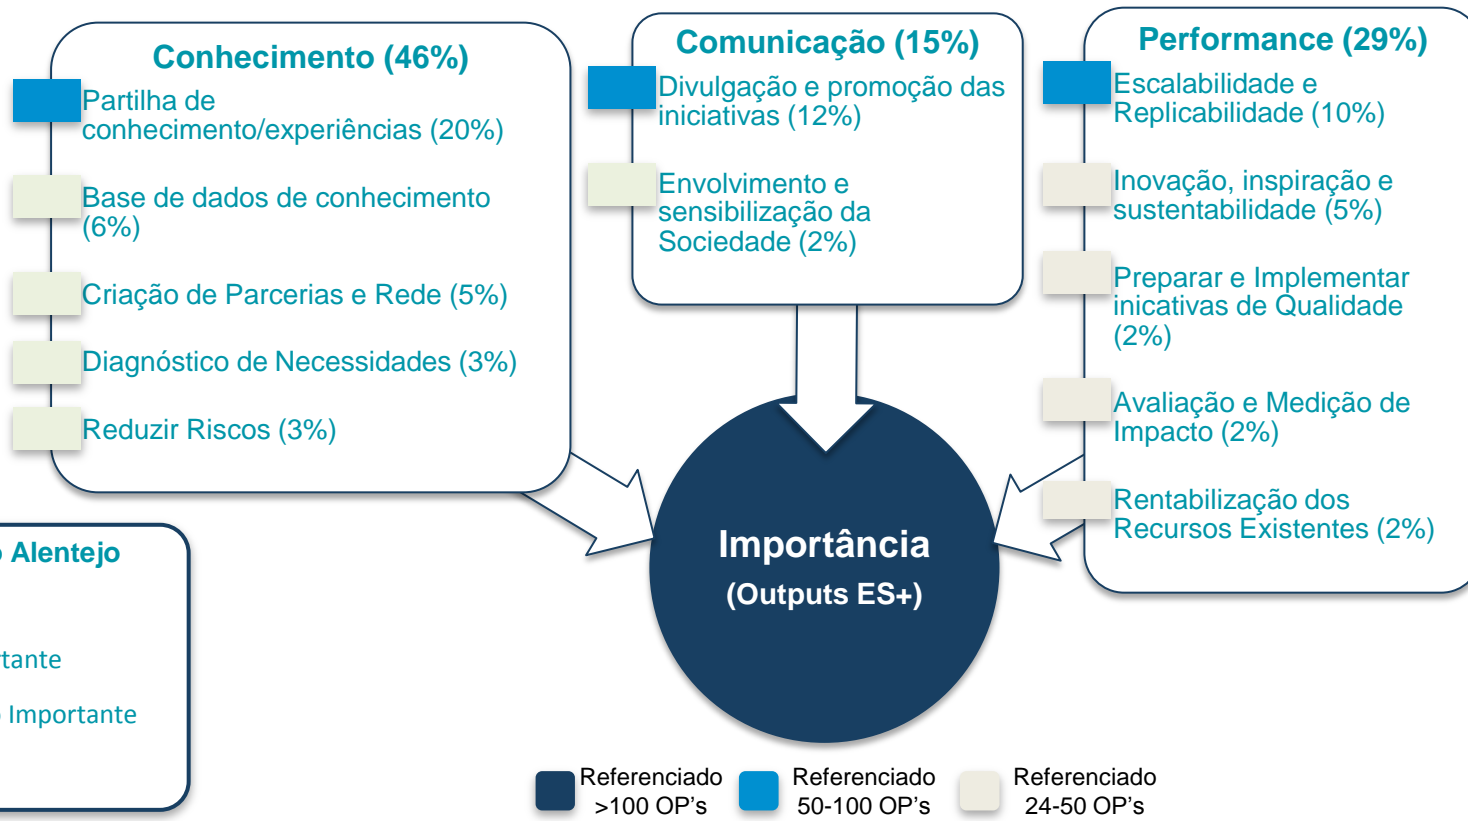 Conhecimento (46%)
Partilha de
conhecimento/experiências (20%)
Base de dados de conhecimento
(6%)
Criação de Parcerias e Rede (5%)
Diagnóstico de Necessidades (3%)
Reduzir Riscos (3%)
Comunicação (15%)
Divulgação e promoção das
iniciativas (12%)
Envolvimento e
sensibilização da
Sociedade (2%)
Performance (29%)
Escalabilidade e
Replicabilidade (10%)
Inovação, inspiração e
sustentabilidade (5%)
Preparar e Implementar
inicativas de Qualidade
(2%)
Avaliação e Medição de
Impacto (2%)
Rentabilização dos
Recursos Existentes (2%)
Importância
(Outputs ES+)
Alentejo
Importante
Referenciado
>100 OP's
Referenciado
50-100 OP's
Referenciado
24-50 OP's